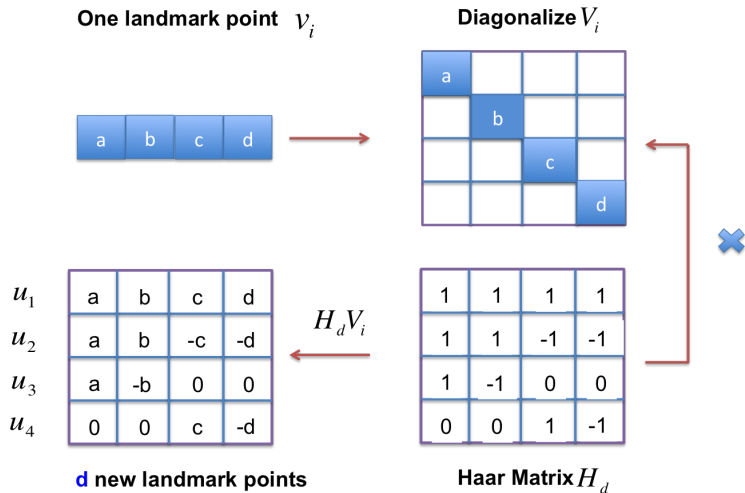 One landmark point v_i
Diagonalize V_i
a b c d
a
b
c
d
u_1 a b c d
u_2 a b -c -d
u_3 a -b 0 0
u_4 0 0 c -d
H_d V_i
1 1 1 1
1 1 -1 -1
1 -1 0 0
0 0 1 -1
d new landmark points
Haar Matrix H_d